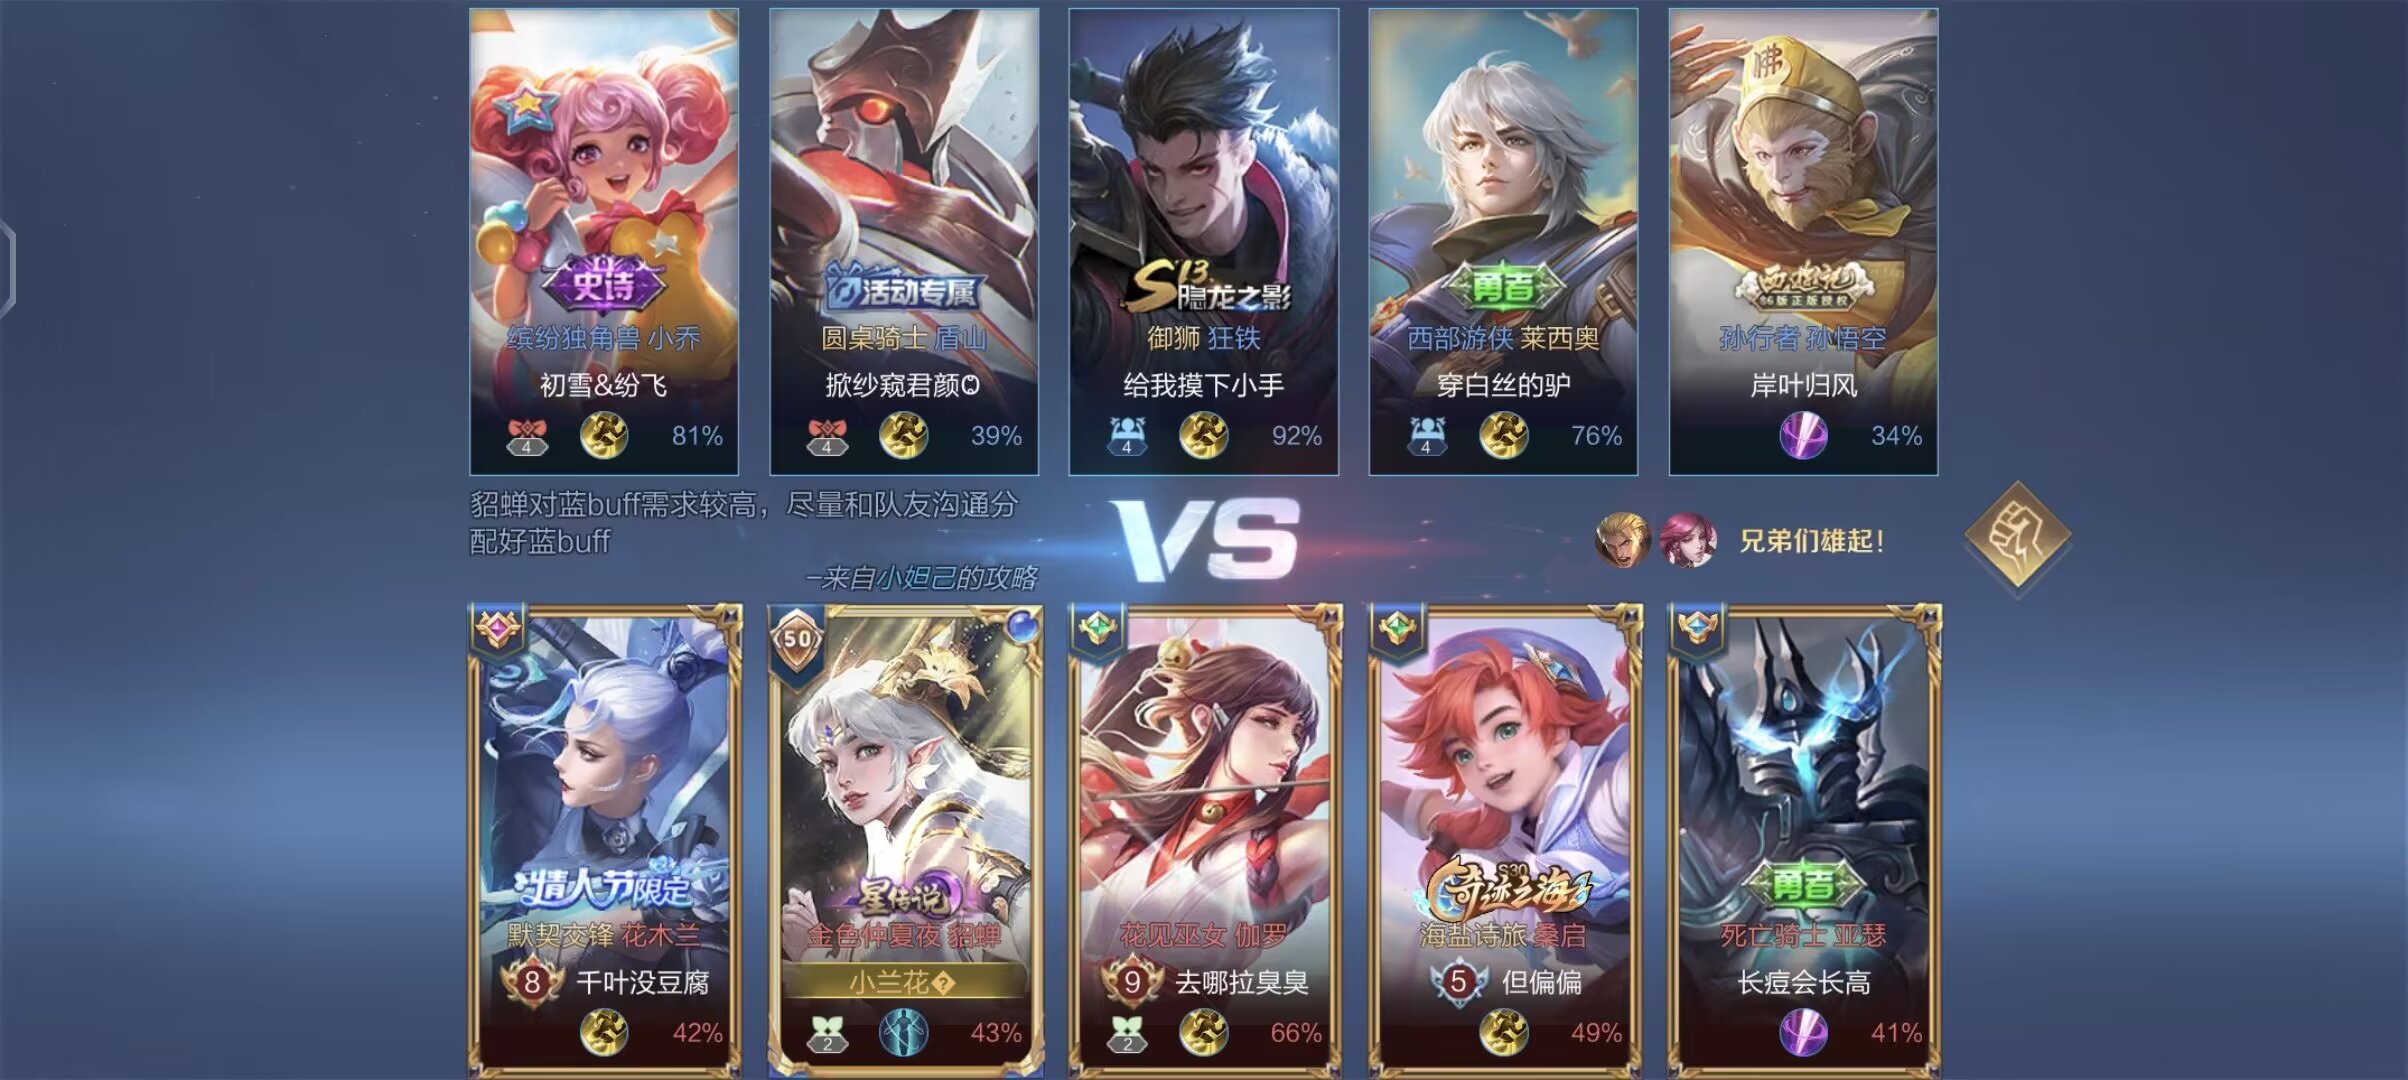 佛
史诗
活动专属
S13
隐龙之影
勇者
西游记
86版正版授权
缤纷独角兽 小乔
圆桌骑士 盾山
御狮 狂铁
西部游侠 莱西奥
孙行者 孙悟空
初雪&纷飞
掀纱窥君颜
给我摸下小手
穿白丝的驴
岸叶归风
4 81%
4 39%
4 92%
4 76%
34%
貂蝉对蓝buff需求较高，尽量和队友沟通分
配好蓝buff
—来自小妲己的攻略
VS
兄弟们雄起！
50
情人节限定
星传说
S30
奇迹之海
勇者
默契交锋 花木兰
金色仲夏夜 貂蝉
花见巫女 伽罗
海盐诗旅 桑启
死亡骑士 亚瑟
8 千叶没豆腐
小兰花�
9 去哪拉臭臭
5 但偏偏
长痘会长高
42%
2 43%
2 66%
49%
41%